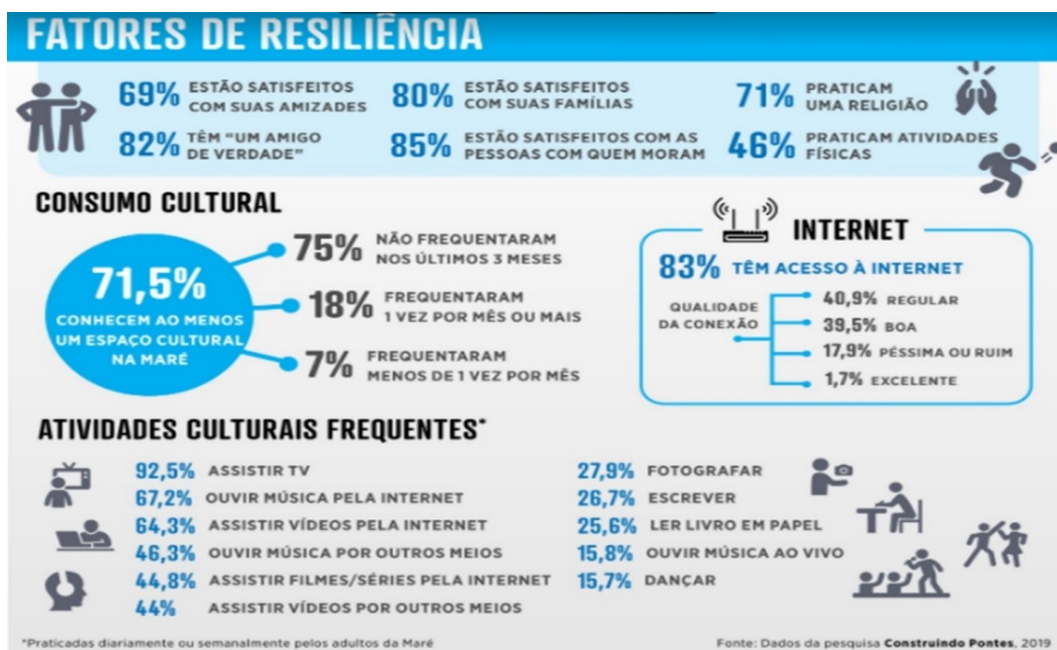 FATORES DE RESILIÊNCIA
69% ESTÃO SATISFEITOS
COM SUAS AMIZADES
80% ESTÃO SATISFEITOS
COM SUAS FAMÍLIAS
71% PRATICAM
UMA RELIGIÃO
82% TÊM “UM AMIGO
DE VERDADE”
85% ESTÃO SATISFEITOS COM AS
PESSOAS COM QUEM MORAM
46% PRATICAM ATIVIDADES
FÍSICAS
CONSUMO CULTURAL
71,5%
CONHECEM AO MENOS
UM ESPAÇO CULTURAL
NA MARÉ
75% NÃO FREQUENTARAM
NOS ÚLTIMOS 3 MESES
18% FREQUENTARAM
1 VEZ POR MÊS OU MAIS
7% FREQUENTARAM
MENOS DE 1 VEZ POR MÊS
INTERNET
83% TÊM ACESSO À INTERNET
QUALIDADE
DA CONEXÃO
40,9% REGULAR
39,5% BOA
17,9% PÉSSIMA OU RUIM
1,7% EXCELENTE
ATIVIDADES CULTURAIS FREQUENTES*
92,5% ASSISTIR TV
67,2% OUVIR MÚSICA PELA INTERNET
64,3% ASSISTIR VÍDEOS PELA INTERNET
46,3% OUVIR MÚSICA POR OUTROS MEIOS
44,8% ASSISTIR FILMES/SÉRIES PELA INTERNET
44% ASSISTIR VÍDEOS POR OUTROS MEIOS
27,9% FOTOGRAFAR
26,7% ESCREVER
25,6% LER LIVRO EM PAPEL
15,8% OUVIR MÚSICA AO VIVO
15,7% DANÇAR
*Praticadas diariamente ou semanalmente pelos adultos da Maré
Fonte: Dados da pesquisa Construindo Pontes, 2019